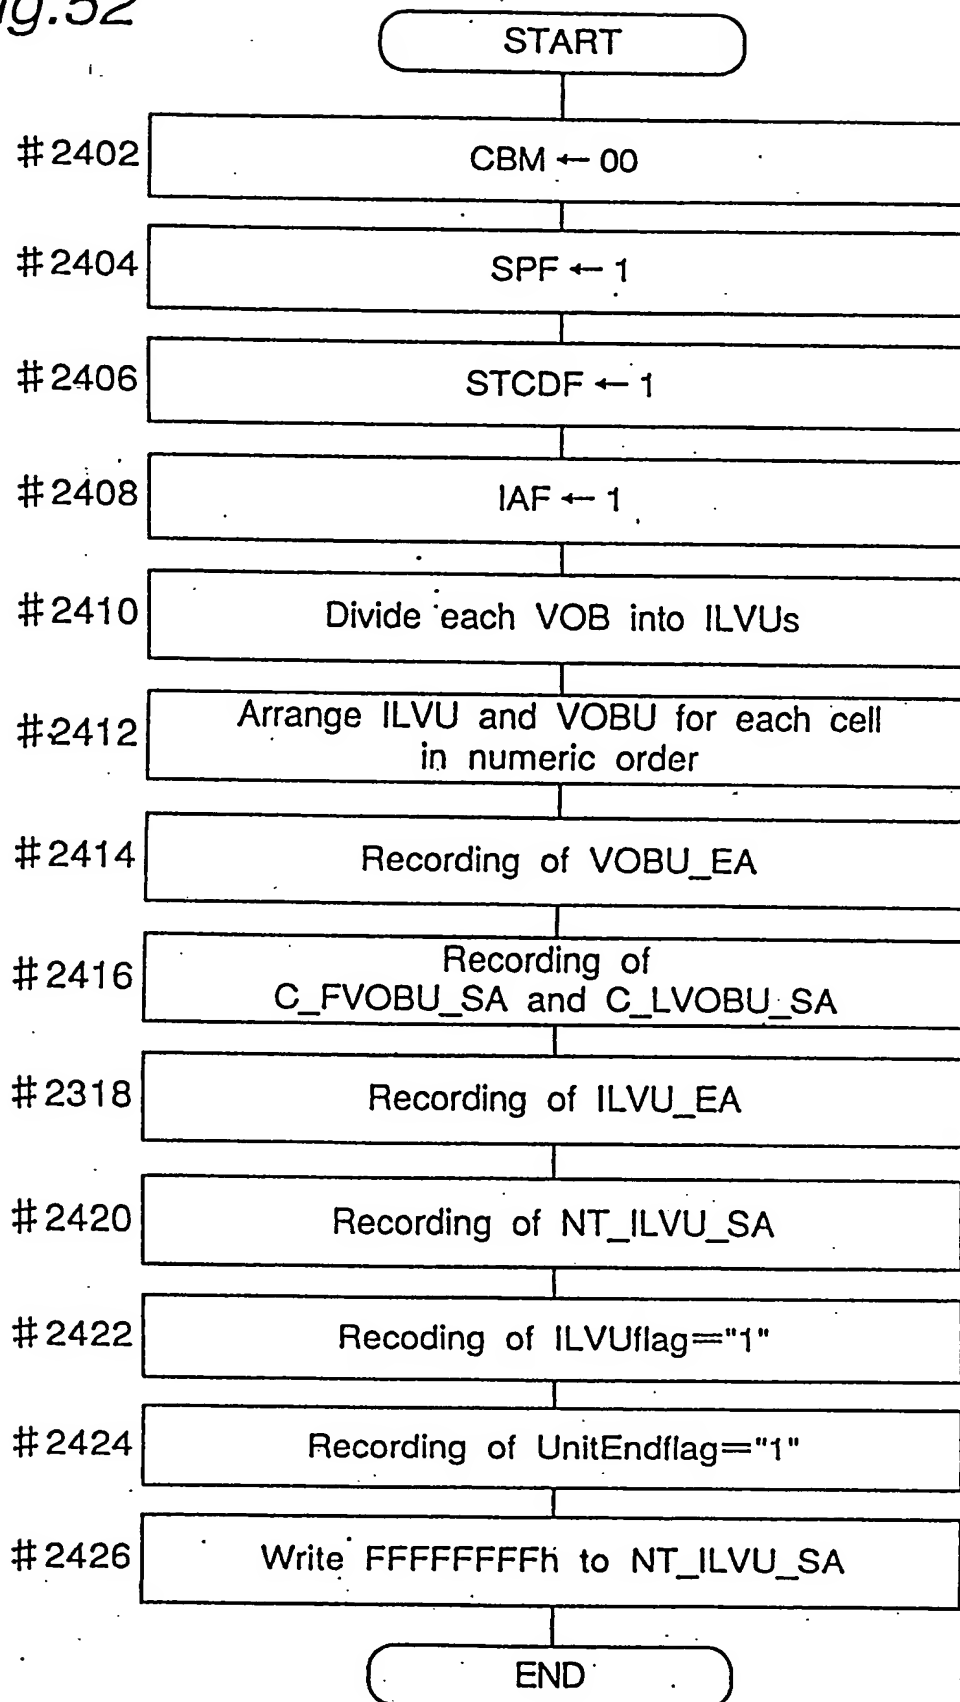 ig.52
START
#2402 CBM ← 00
#2404 SPF ← 1
#2406 STCDF ← 1
#2408 IAF ← 1
#2410 Divide each VOB into ILVUs
#2412 Arrange ILVU and VOBU for each cell
in numeric order
#2414 Recording of VOBU_EA
#2416 Recording of
C_FVOBU_SA and C_LVOBU_SA
#2318 Recording of ILVU_EA
#2420 Recording of NT_ILVU_SA
#2422 Recoding of ILVUflag="1"
#2424 Recording of UnitEndflag="1"
#2426 Write FFFFFFFFh to NT_ILVU_SA
END